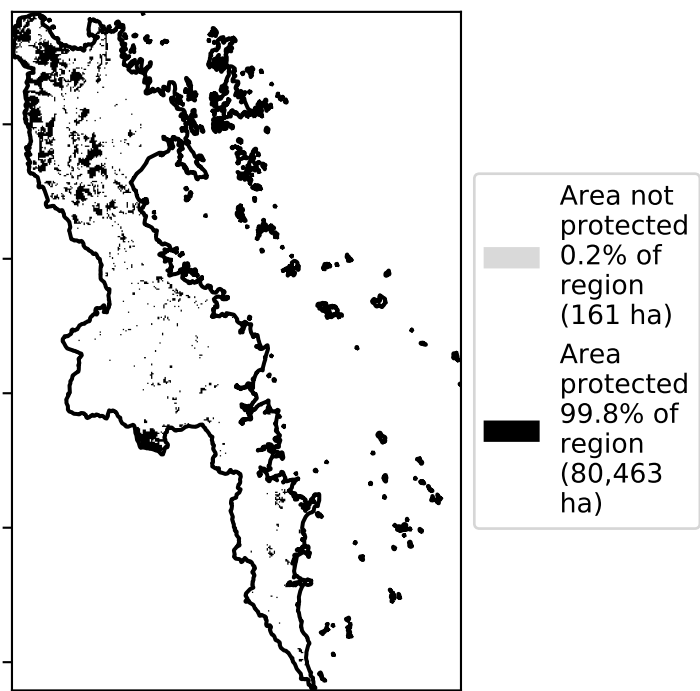 Area not
protected
0.2% of
region
(161 ha)
Area
protected
99.8% of
region
(80,463
ha)